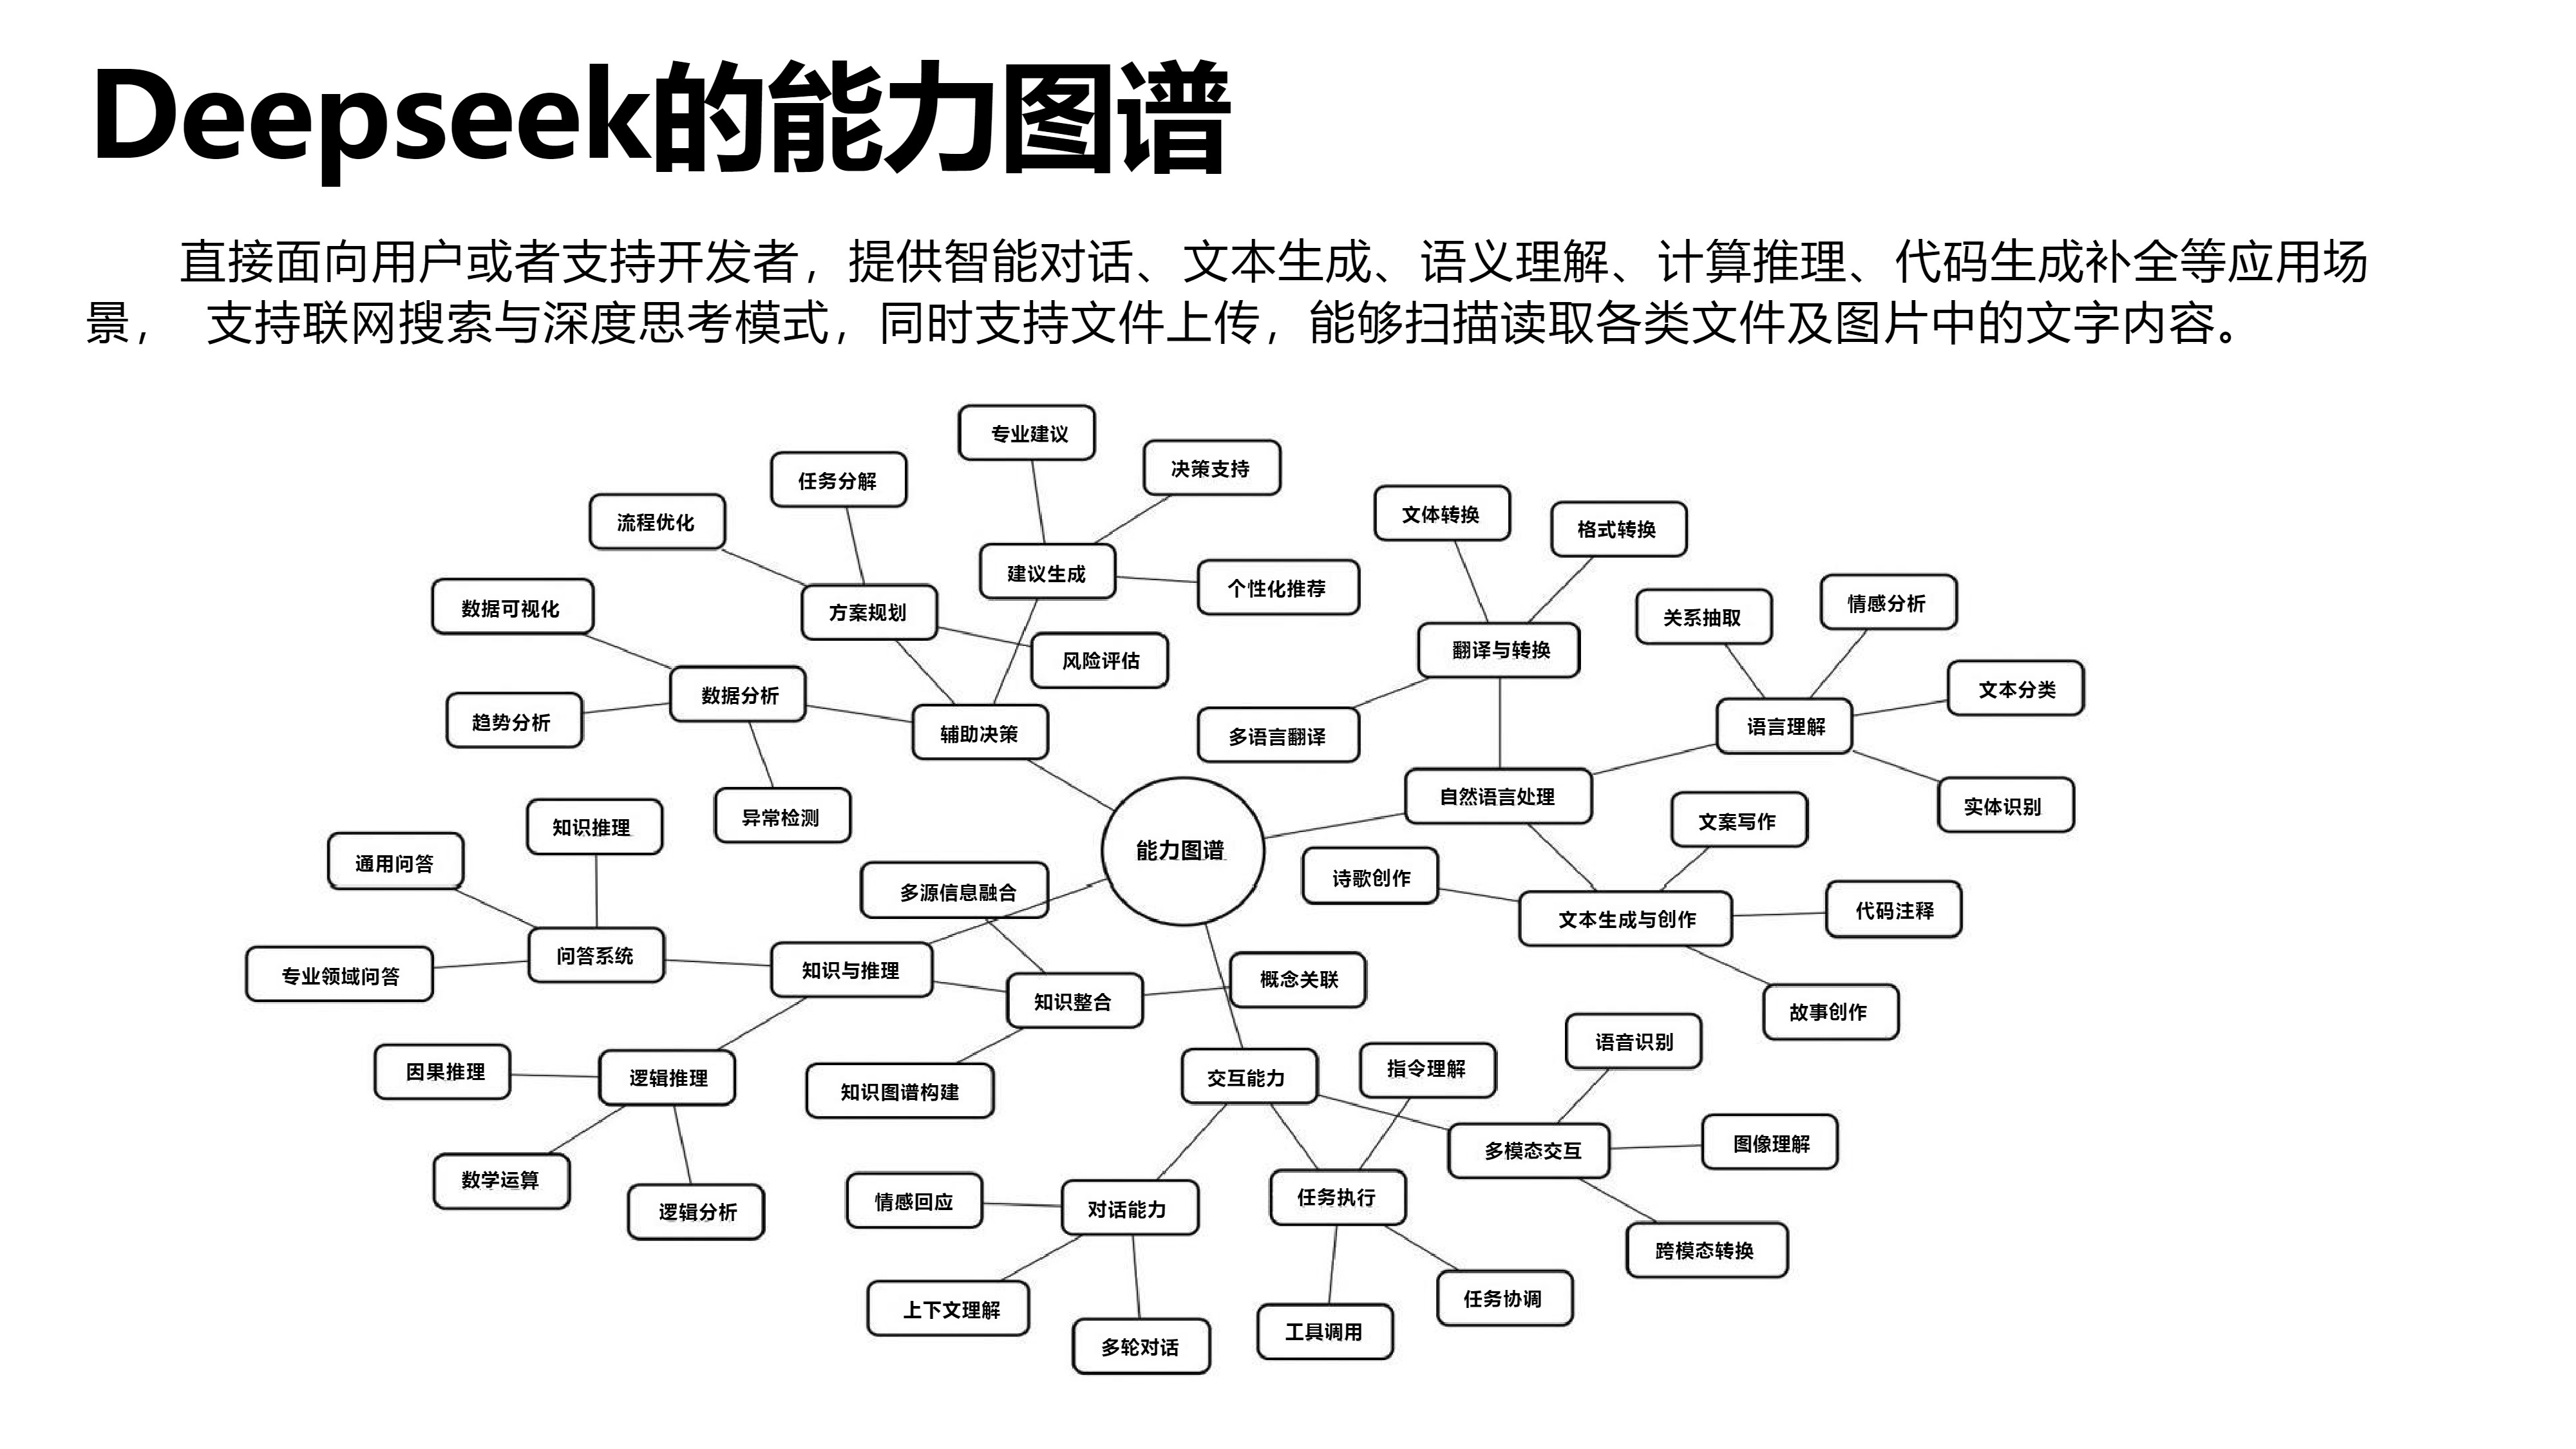 Deepseek的能力图谱
直接面向用户或者支持开发者，提供智能对话、文本生成、语义理解、计算推理、代码生成补全等应用场
景， 支持联网搜索与深度思考模式，同时支持文件上传，能够扫描读取各类文件及图片中的文字内容。
专业建议
决策支持
任务分解
流程优化
文体转换
格式转换
建议生成
个性化推荐
数据可视化
方案规划
关系抽取
情感分析
风险评估
翻译与转换
文本分类
数据分析
趋势分析
辅助决策
多语言翻译
语言理解
自然语言处理
实体识别
异常检测
知识推理
文案写作
通用问答
能力图谱
多源信息融合
诗歌创作
文本生成与创作
代码注释
问答系统
专业领域问答
知识与推理
知识整合
概念关联
故事创作
语音识别
因果推理
逻辑推理
知识图谱构建
交互能力
指令理解
多模态交互
图像理解
数学运算
逻辑分析
情感回应
对话能力
任务执行
跨模态转换
上下文理解
多轮对话
工具调用
任务协调